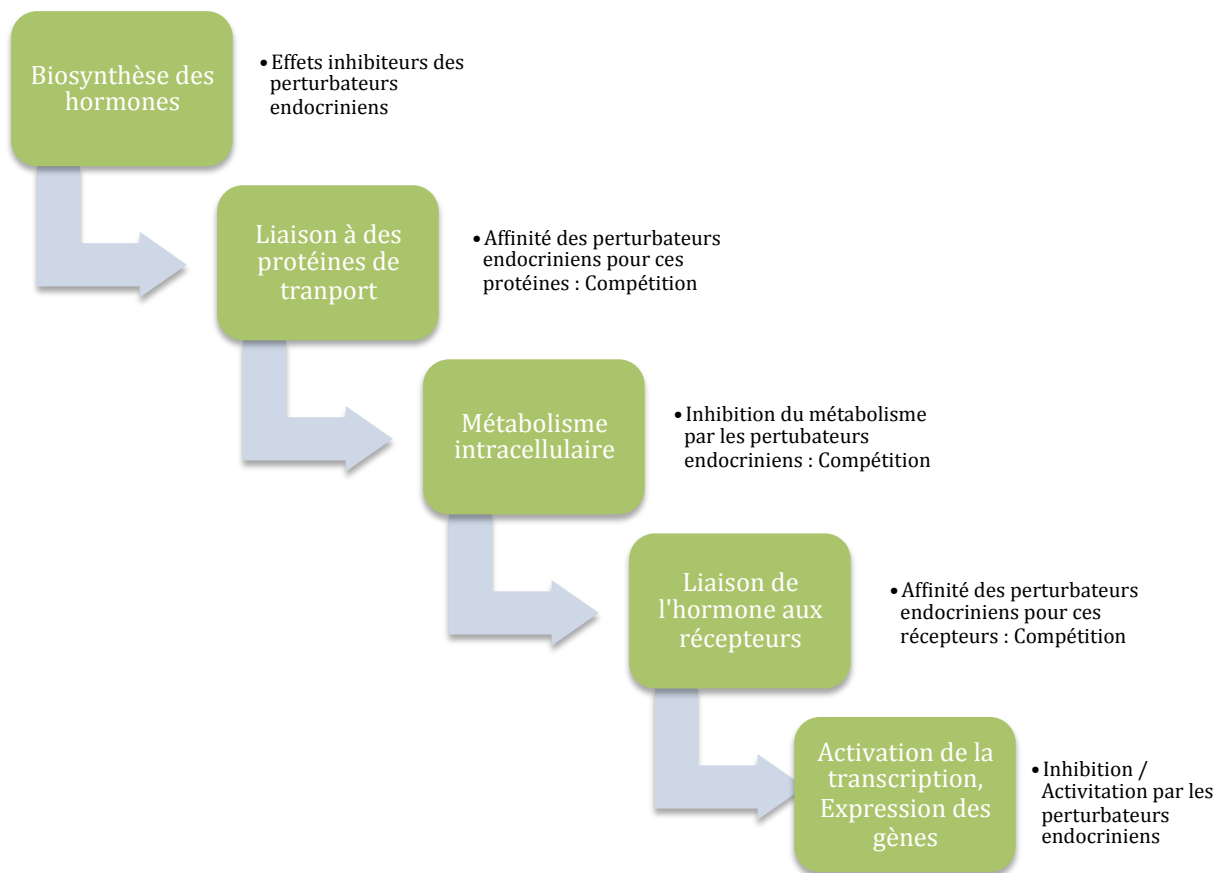 Biosynthèse des
hormones
•Effets inhibiteurs des
perturbateurs
endocriniens
Liaison à des
protéines de
tranport
•Affinité des perturbateurs
endocriniens pour ces
protéines : Compétition
Métabolisme
intracellulaire
•Inhibition du métabolisme
par les pertubateurs
endocriniens : Compétition
Liaison de
l'hormone aux
récepteurs
•Affinité des perturbateurs
endocriniens pour ces
récepteurs : Compétition
Activation de la
transcription,
Expression des
gènes
•Inhibition /
Activitation par les
perturbateurs
endocriniens